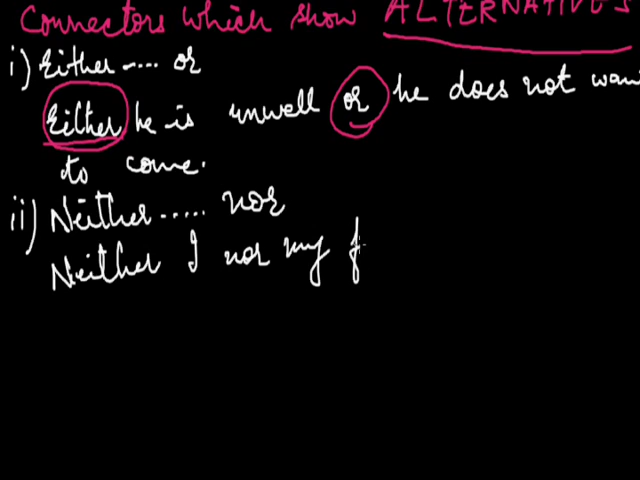 Connectors which show ALTERNATIVES
i) Either ..... or
Either he is unwell or he does not wan
to come.
ii) Neither ..... nor
Neither I nor my f